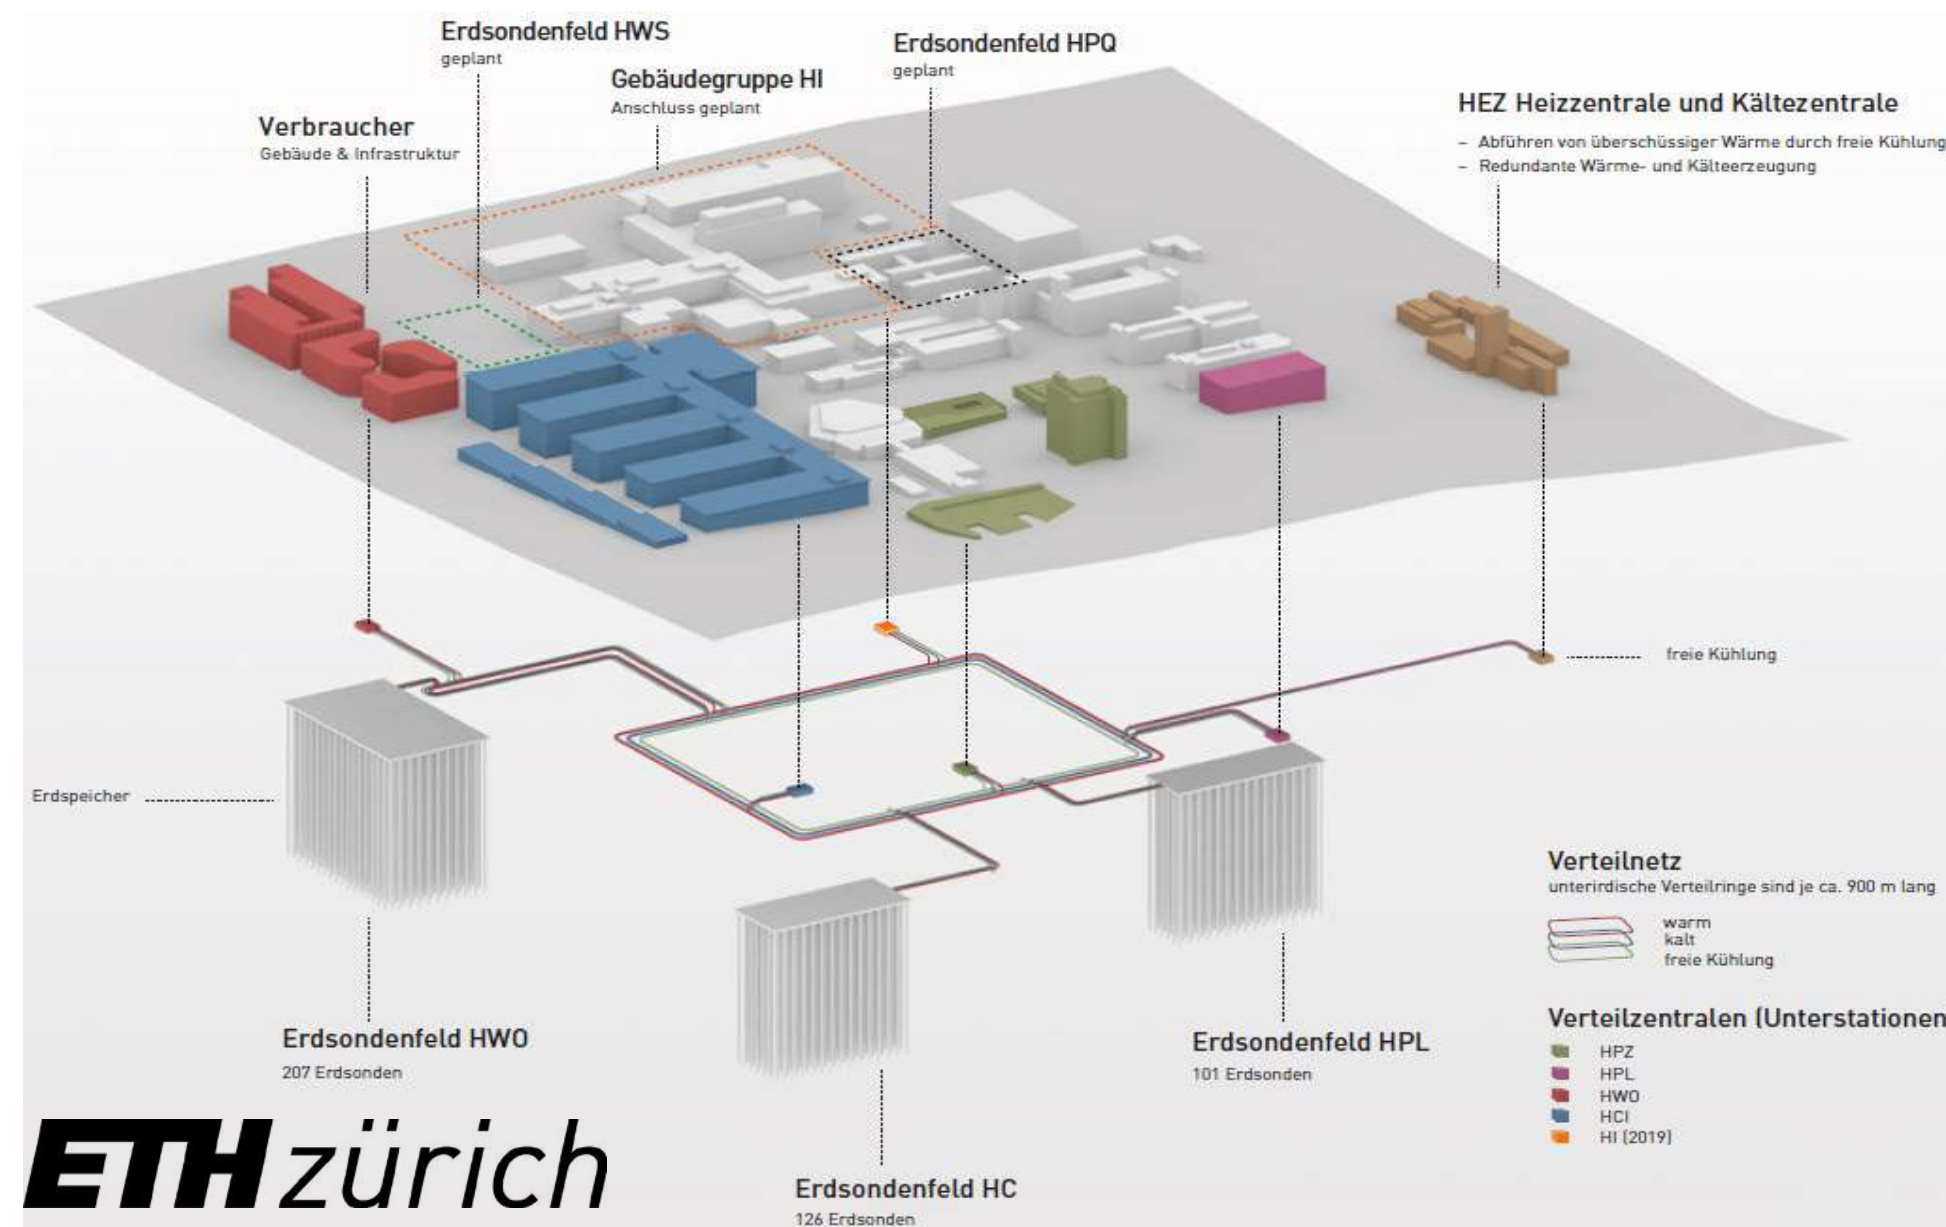 Erdsondenfeld HWS
geplant
Erdsondenfeld HPQ
geplant
Gebäudegruppe HI
Anschluss geplant
Verbraucher
Gebäude & Infrastruktur
HEZ Heizzentrale und Kältezentrale
– Abführen von überschüssiger Wärme durch freie Kühlung
– Redundante Wärme- und Kälteerzeugung
freie Kühlung
Erdspeicher
Verteilnetz
unterirdische Verteilringe sind je ca. 900 m lang
warm
kalt
freie Kühlung
Verteilzentralen (Unterstationen
HPZ
HPL
HWO
HCI
HI (2019)
Erdsondenfeld HWO
207 Erdsonden
Erdsondenfeld HPL
101 Erdsonden
Erdsondenfeld HC
126 Erdsonden
ETH zürich